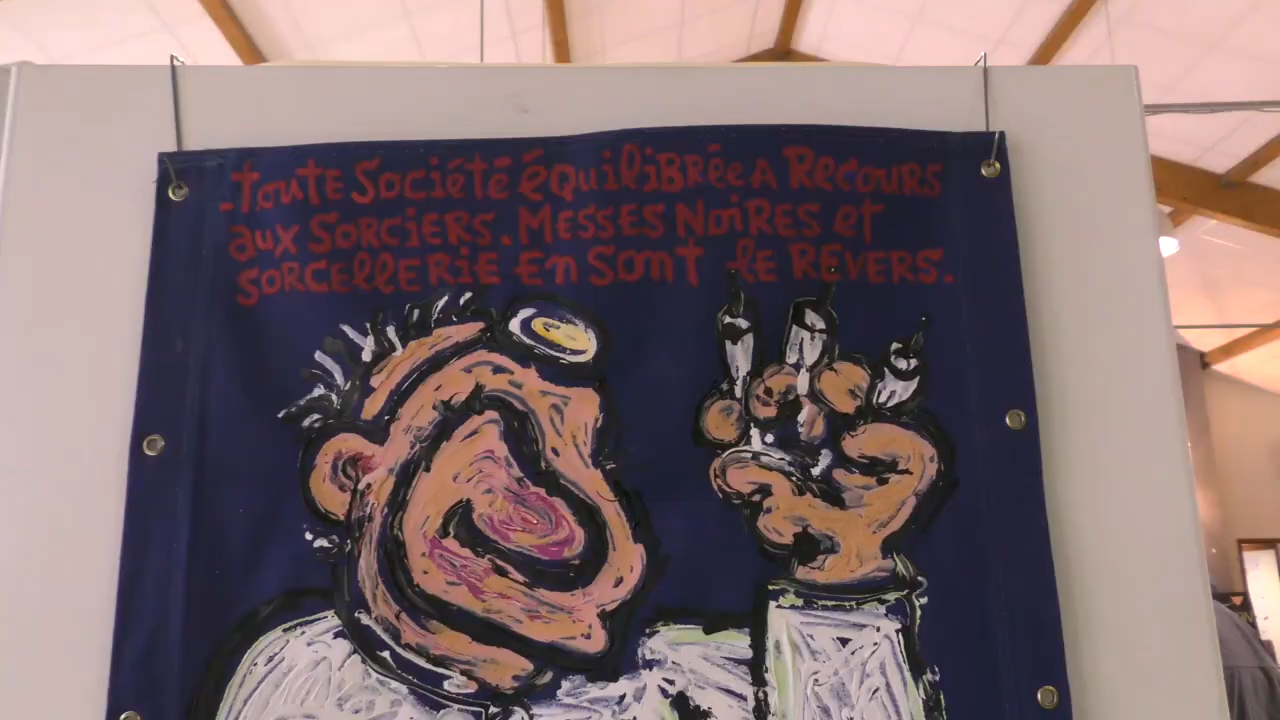 -toute Société équilibrée A Recours
aux SORCiERS. MESSES NoiRES et
SORCEllERiE En Sont lE REVERS.